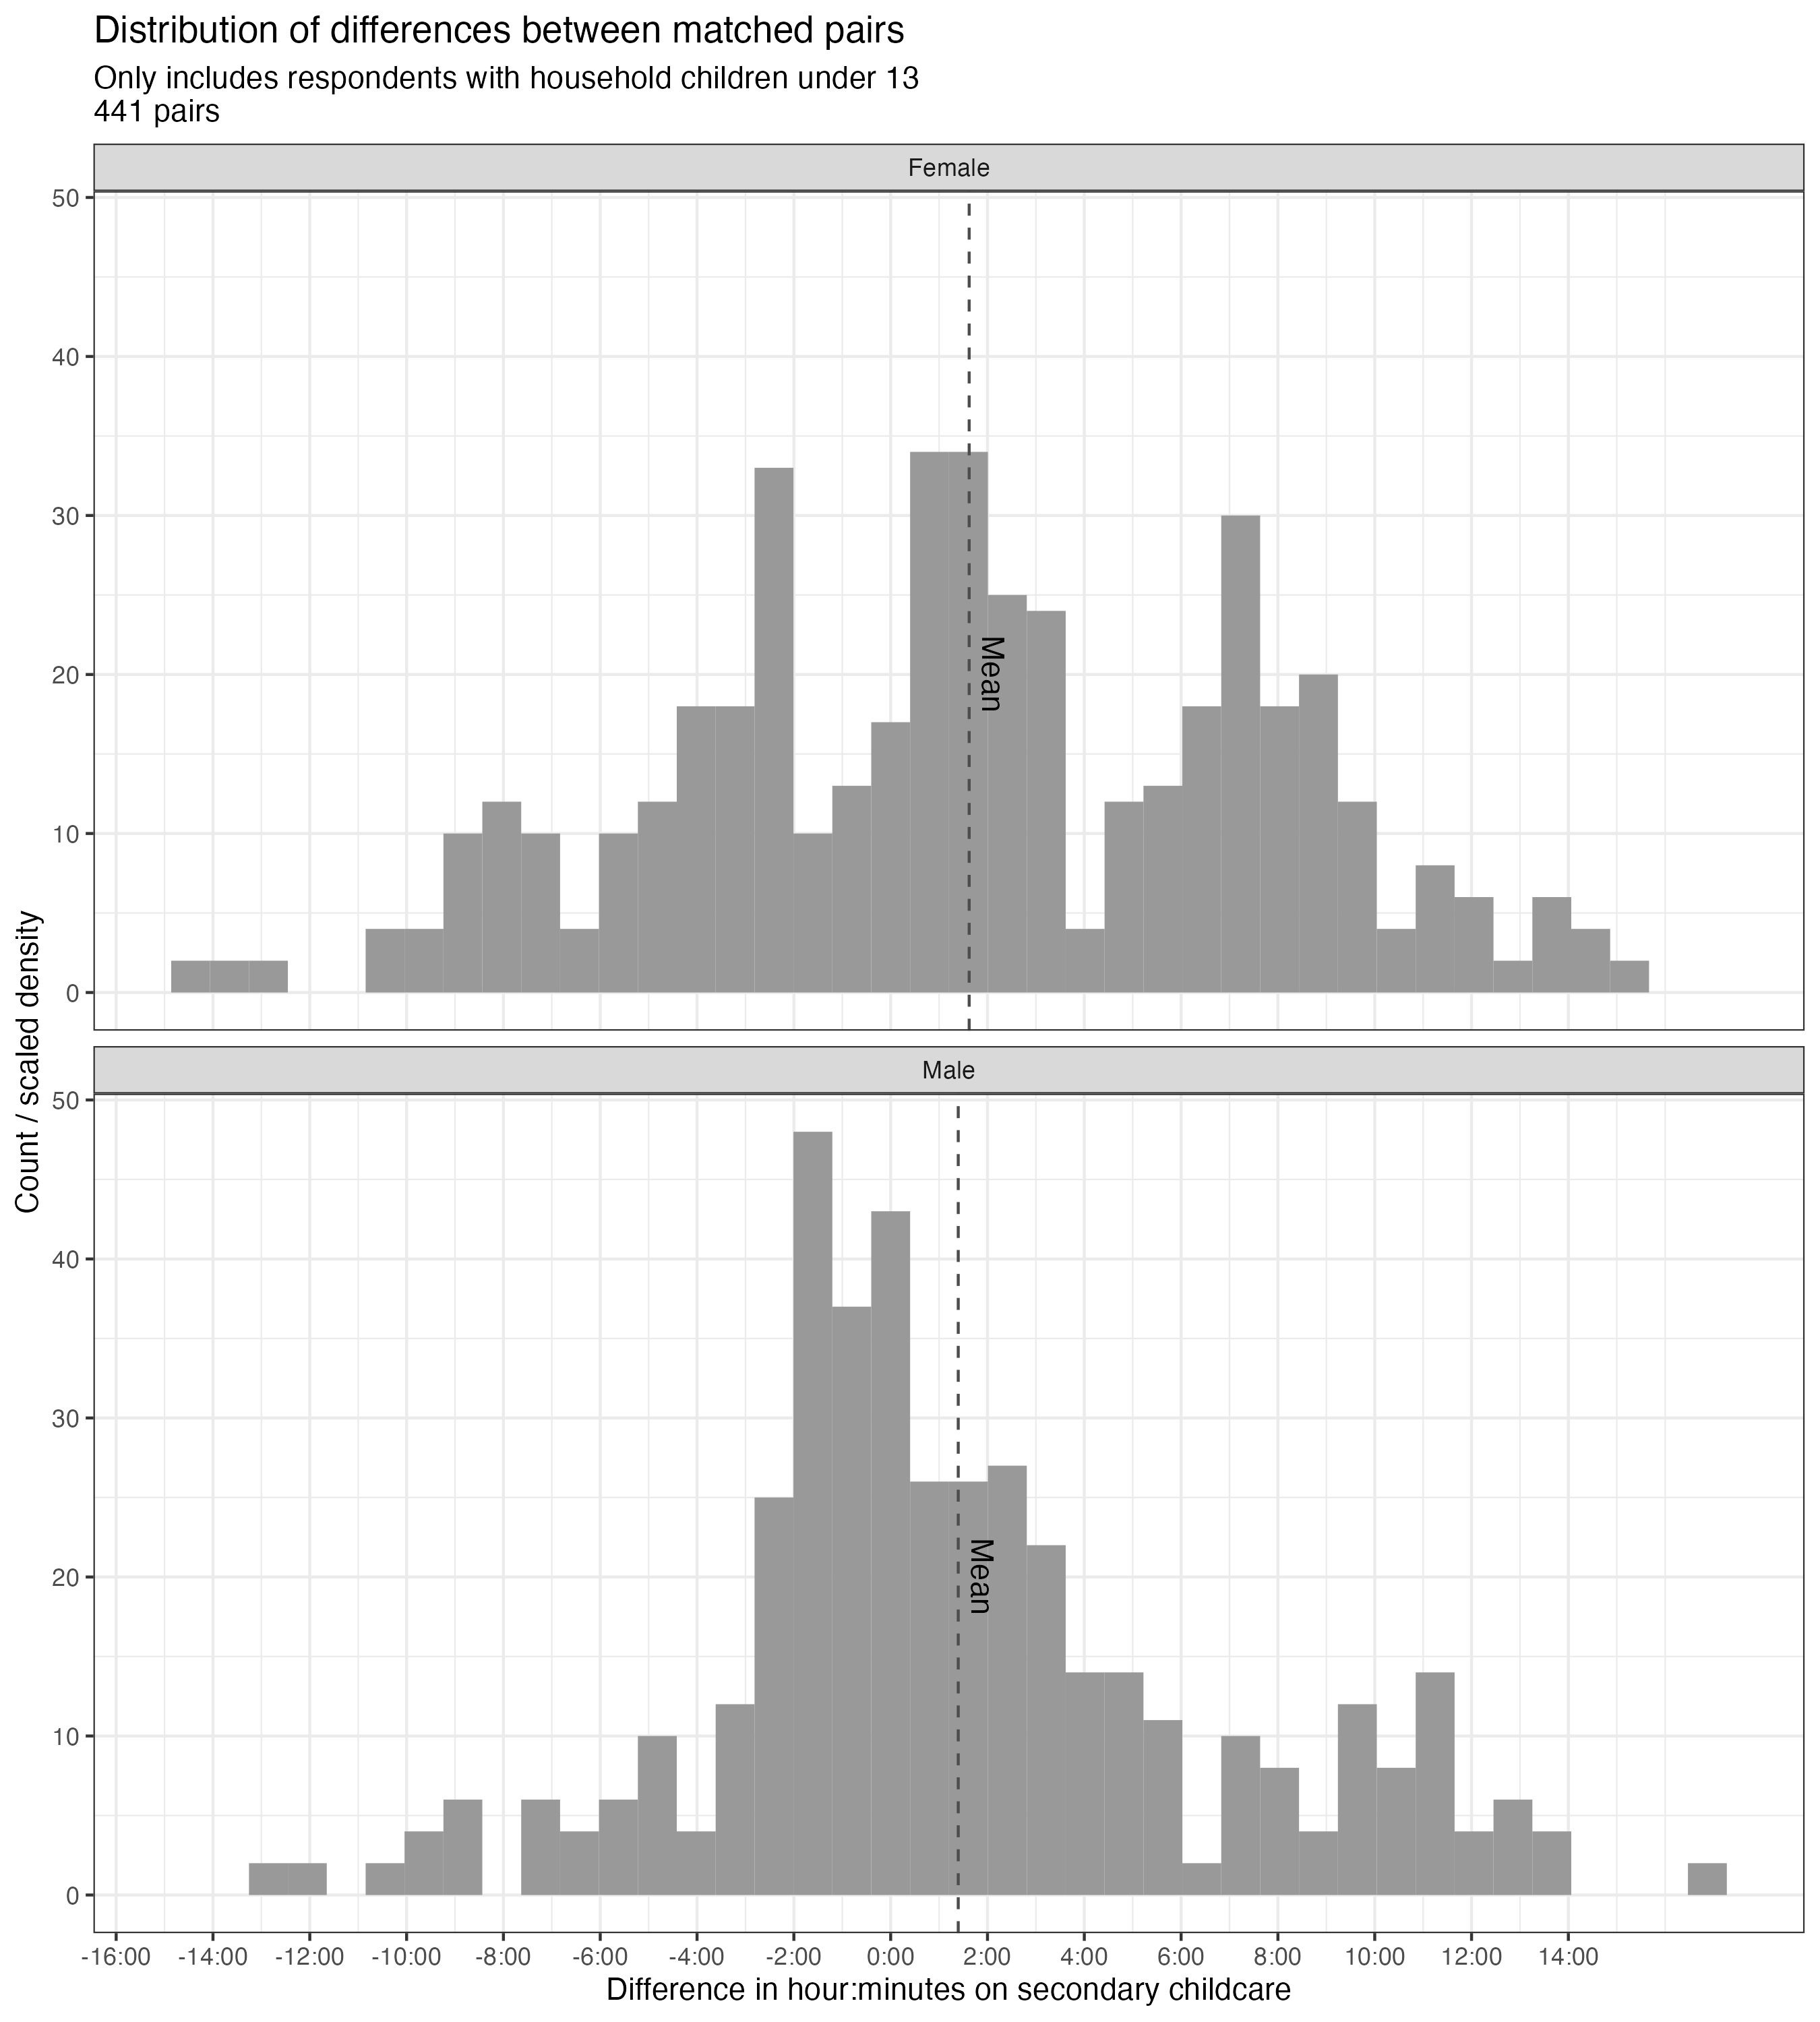 Distribution of differences between matched pairs
Only includes respondents with household children under 13
441 pairs
Female
50
40
30
20
10
0
Mean
Count / scaled density
Male
50
40
30
20
10
0
Mean
-16:00 -14:00 -12:00 -10:00 -8:00 -6:00 -4:00 -2:00 0:00 2:00 4:00 6:00 8:00 10:00 12:00 14:00
Difference in hour:minutes on secondary childcare